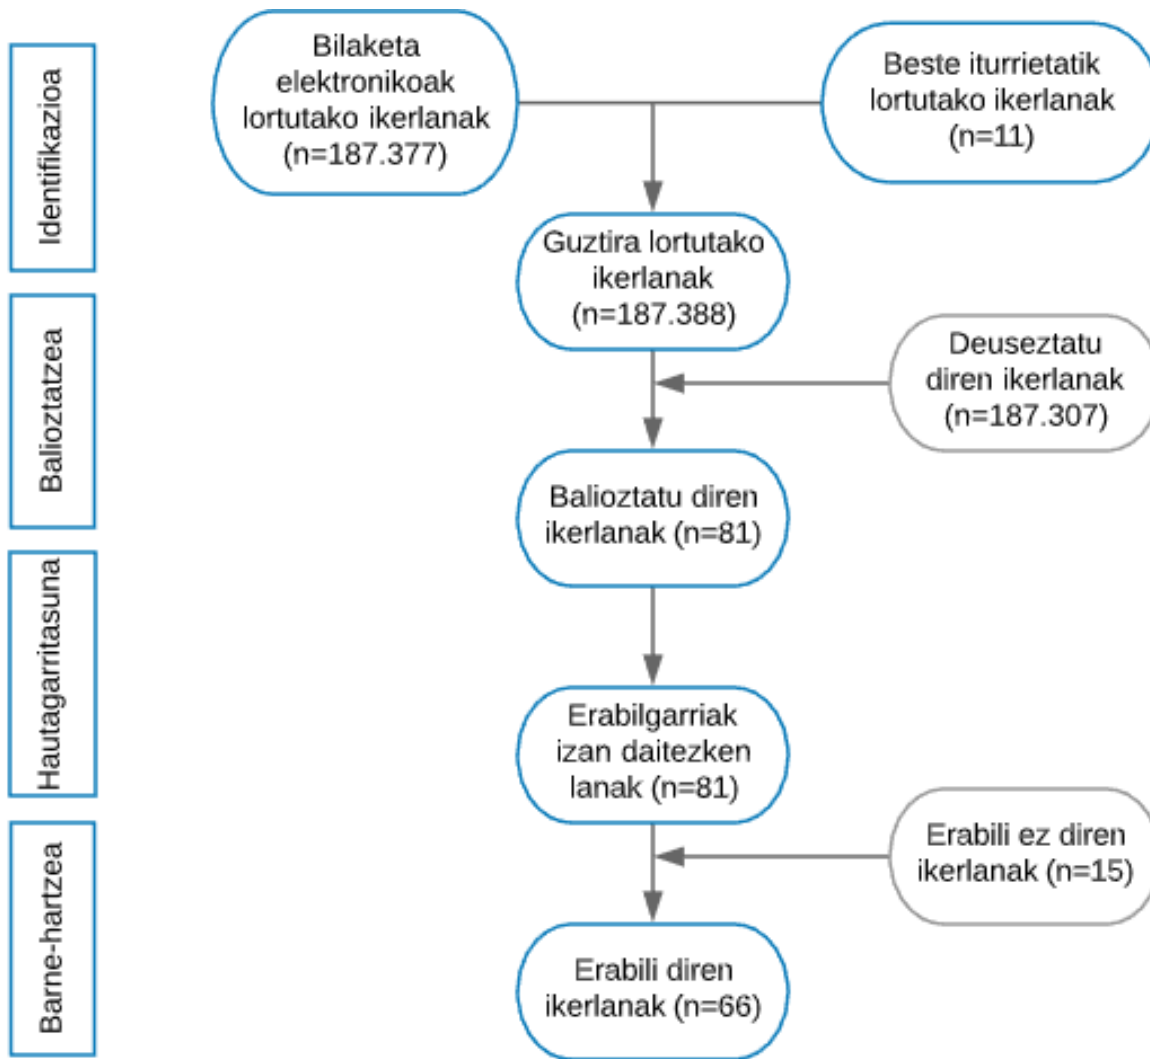 Identifikazioa
Bilaketa
elektronikoak
lortutako ikerlanak
(n=187.377)
Beste iturrietatik
lortutako ikerlanak
(n=11)
Guztira lortutako
ikerlanak
(n=187.388)
Balioztatzea
Deuseztatu
diren ikerlanak
(n=187.307)
Balioztatu diren
ikerlanak (n=81)
Hautagarritasuna
Erabilgarriak
izan daitezken
lanak (n=81)
Barne-hartzea
Erabili ez diren
ikerlanak (n=15)
Erabili diren
ikerlanak (n=66)